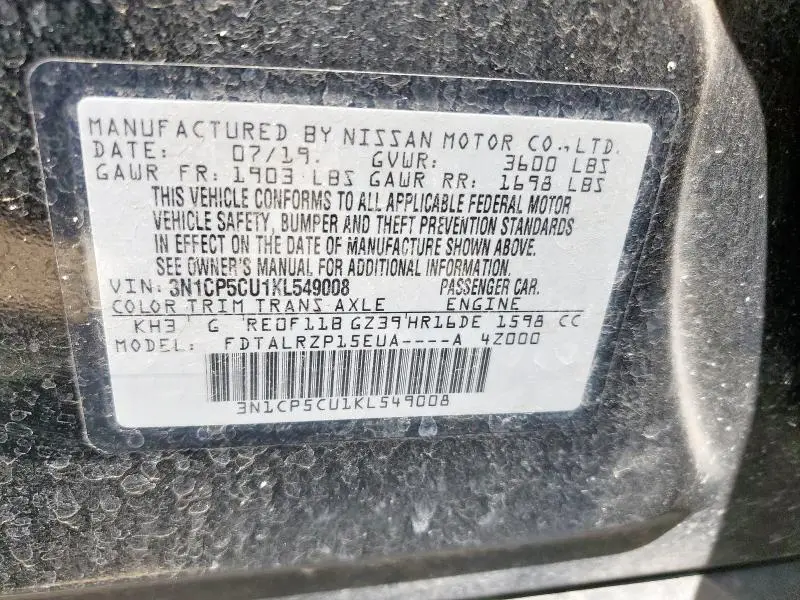 MANUFACTURED BY NISSAN MOTOR CO., LTD.
DATE: 07/19. GVWR: 3600 LBS
GAWR FR: 1903 LBS GAWR RR: 1698 LBS
THIS VEHICLE CONFORMS TO ALL APPLICABLE FEDERAL MOTOR
VEHICLE SAFETY, BUMPER AND THEFT PREVENTION STANDARDS
IN EFFECT ON THE DATE OF MANUFACTURE SHOWN ABOVE.
SEE OWNER'S MANUAL FOR ADDITIONAL INFORMATION.
VIN: 3N1CP5CU1KL549008 PASSENGER CAR.
COLOR TRIM TRANS AXLE ENGINE
KH3 G RE0F11B GZ39 HR16DE 1598 CC
MODEL: FDTALRZP15EUA----A 4Z000
3N1CP5CU1KL549008